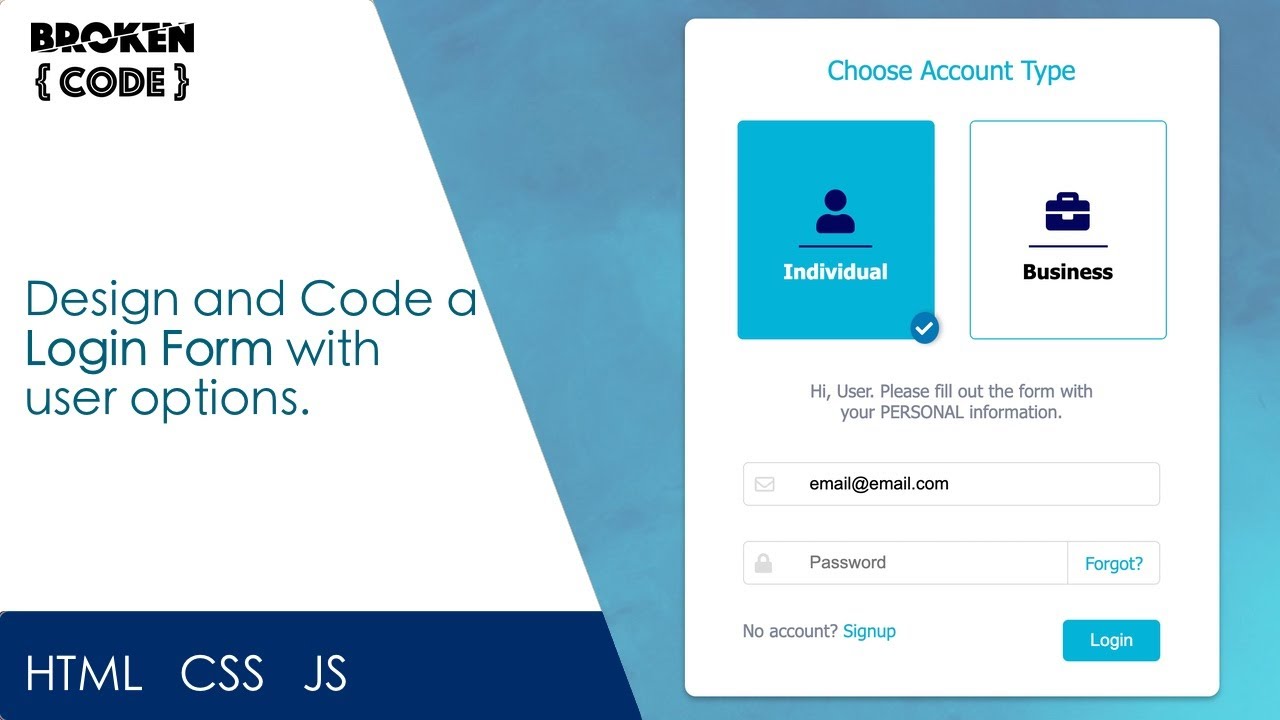 BROKEN
{ CODE }
Design and Code a
Login Form with
user options.
HTML CSS JS
Choose Account Type
Individual
Business
Hi, User. Please fill out the form with
your PERSONAL information.
email@email.com
Password
Forgot?
No account? Signup
Login